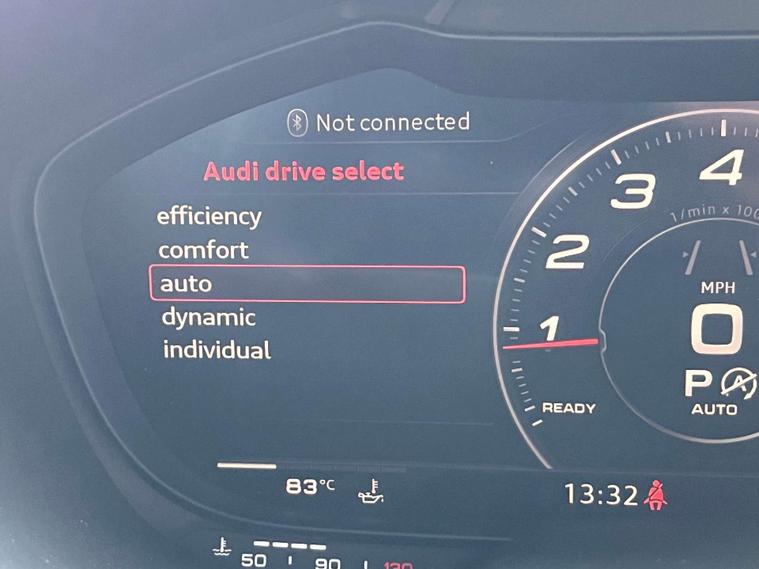 Not connected
Audi drive select
efficiency
comfort
auto
dynamic
individual
1
2
3
4
1/min x 100
MPH
0
P
READY
AUTO
83°C
13:32
50
90
130